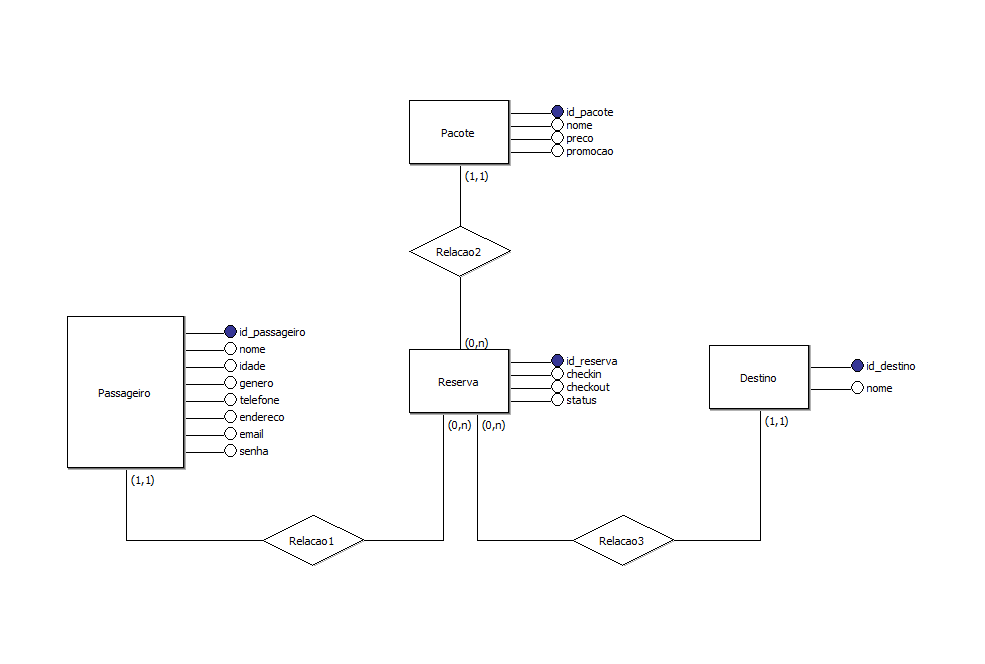 Pacote
id_pacote
nome
preco
promocao
(1,1)
Relacao2
(0,n)
Passageiro
id_passageiro
nome
idade
genero
telefone
endereco
email
senha
(1,1)
Reserva
id_reserva
checkin
checkout
status
(0,n) (0,n)
Destino
id_destino
nome
(1,1)
Relacao1
Relacao3